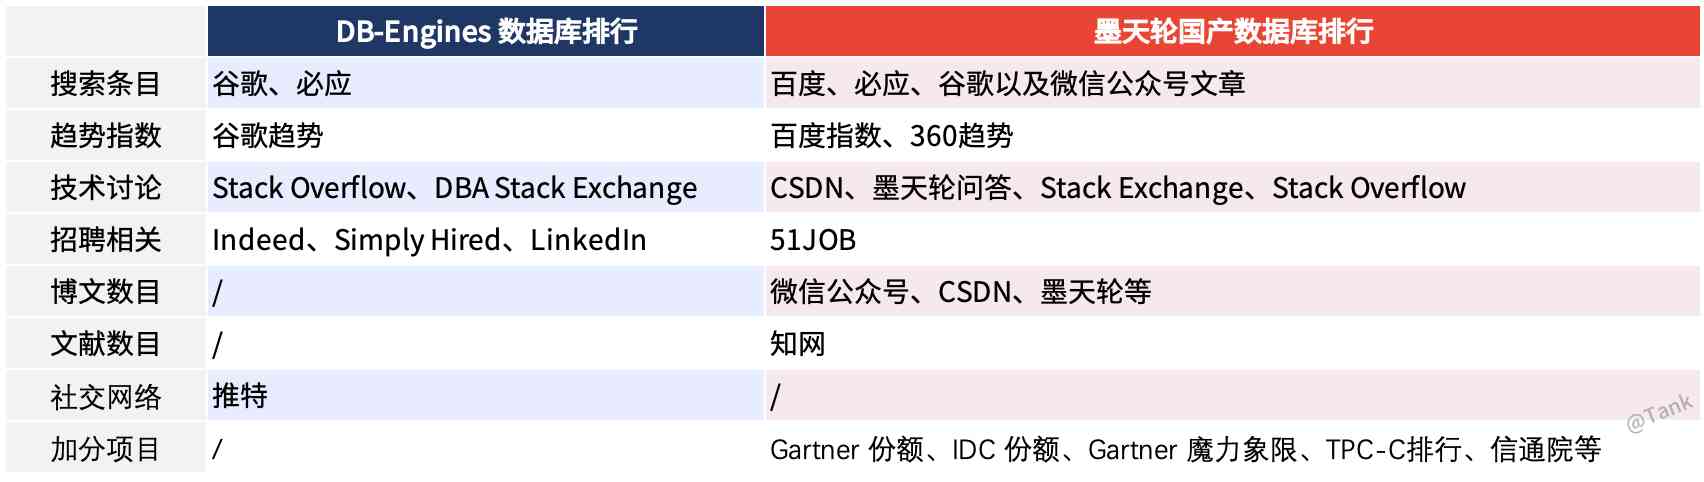 DB-Engines 数据库排行 墨天轮国产数据库排行
搜索条目 谷歌、必应 百度、必应、谷歌以及微信公众号文章
趋势指数 谷歌趋势 百度指数、360趋势
技术讨论 Stack Overflow、DBA Stack Exchange CSDN、墨天轮问答、Stack Exchange、Stack Overflow
招聘相关 Indeed、Simply Hired、LinkedIn 51JOB
博文数目 / 微信公众号、CSDN、墨天轮等
文献数目 / 知网
社交网络 推特 /
加分项目 / Gartner 份额、IDC 份额、Gartner 魔力象限、TPC-C排行、信通院等
@Tank